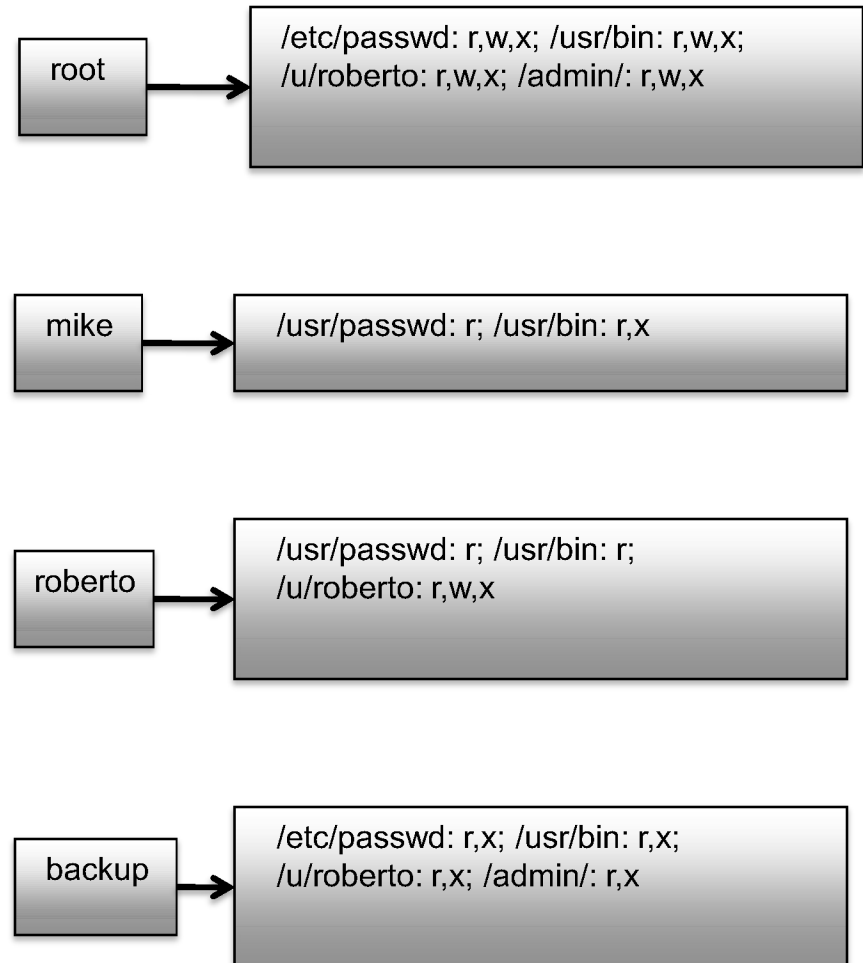 root
/etc/passwd: r,w,x; /usr/bin: r,w,x;
/u/roberto: r,w,x; /admin/: r,w,x
mike
/usr/passwd: r; /usr/bin: r,x
roberto
/usr/passwd: r; /usr/bin: r;
/u/roberto: r,w,x
backup
/etc/passwd: r,x; /usr/bin: r,x;
/u/roberto: r,x; /admin/: r,x